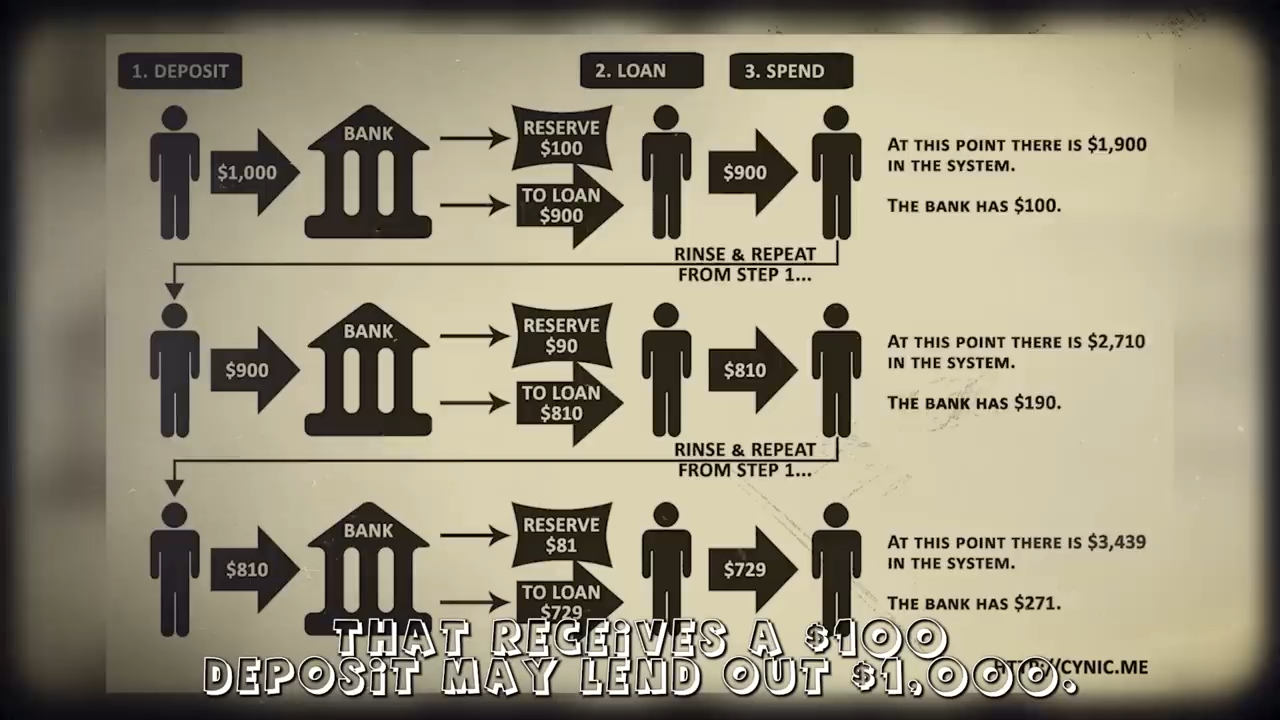 1. DEPOSIT
2. LOAN
3. SPEND
$1,000
BANK
RESERVE
$100
TO LOAN
$900
$900
AT THIS POINT THERE IS $1,900
IN THE SYSTEM.
THE BANK HAS $100.
RINSE & REPEAT
FROM STEP 1...
$900
BANK
RESERVE
$90
TO LOAN
$810
$810
AT THIS POINT THERE IS $2,710
IN THE SYSTEM.
THE BANK HAS $190.
RINSE & REPEAT
FROM STEP 1...
$810
BANK
RESERVE
$81
TO LOAN
$729
$729
AT THIS POINT THERE IS $3,439
IN THE SYSTEM.
THE BANK HAS $271.
HTTP://CYNIC.ME
THAT RECEIVES A $100
DEPOSIT MAY LEND OUT $1,000.